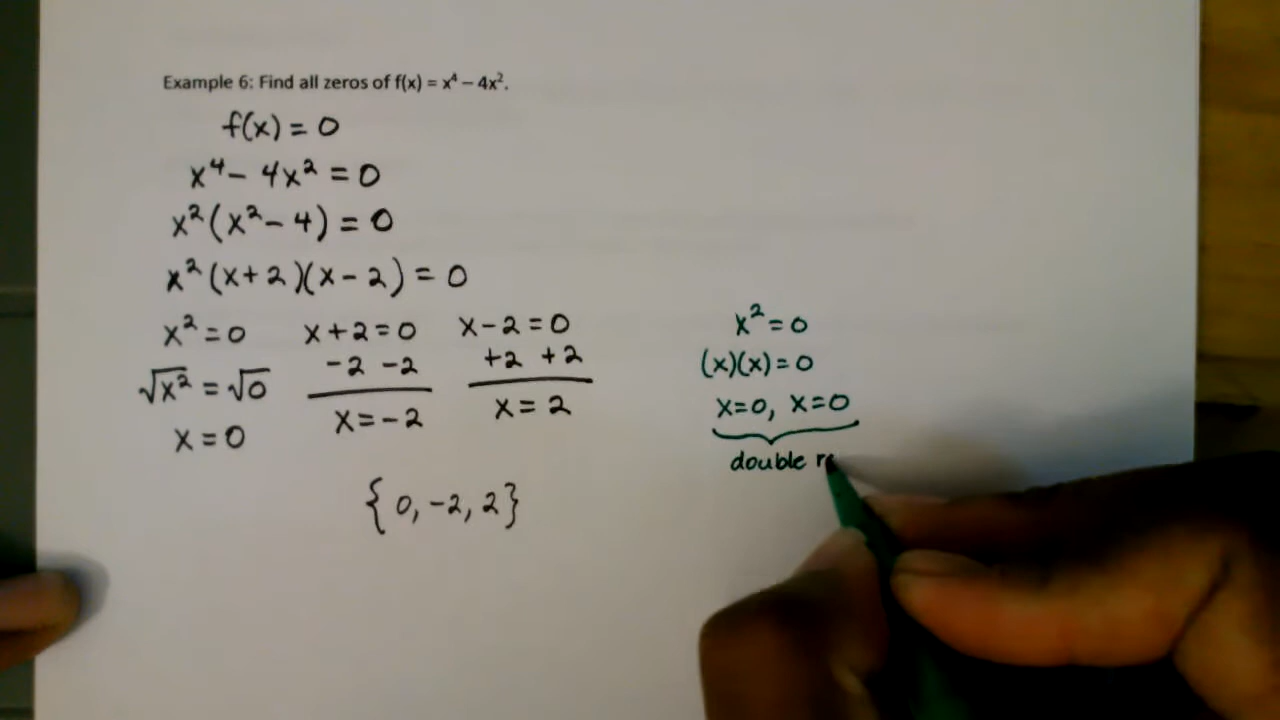 Example 6: Find all zeros of f(x) = x⁴ – 4x².
f(x) = 0
x⁴ – 4x² = 0
x²(x² – 4) = 0
x²(x+2)(x–2) = 0
x² = 0 x+2=0 x–2=0
–2 –2 +2 +2
√x² = √0
x=–2 x=2
x=0
{0, –2, 2}
x² = 0
(x)(x)=0
x=0, x=0
double